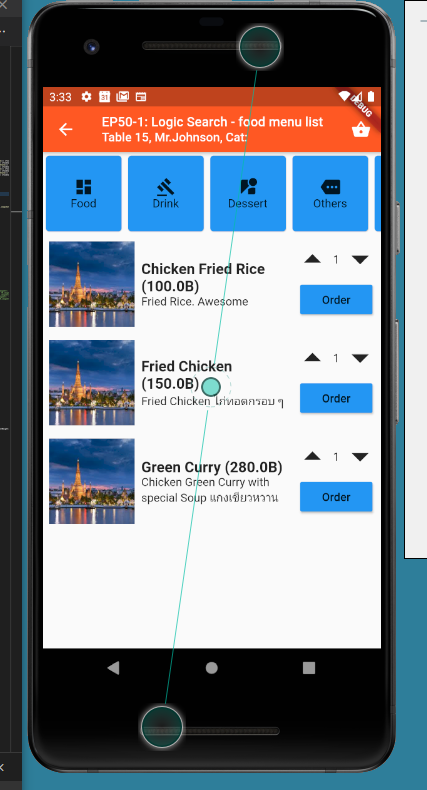 3:33
31
DEBUG
EP50-1: Logic Search - food menu list
Table 15, Mr.Johnson, Cat:
Food
Drink
Dessert
Others
Chicken Fried Rice
(100.0B)
Fried Rice. Awesome
1
Order
Fried Chicken
(150.0B)
Fried Chicken ไก่ทอดกรอบ ๆ
1
Order
Green Curry (280.0B)
Chicken Green Curry with
special Soup แกงเขียวหวาน
1
Order